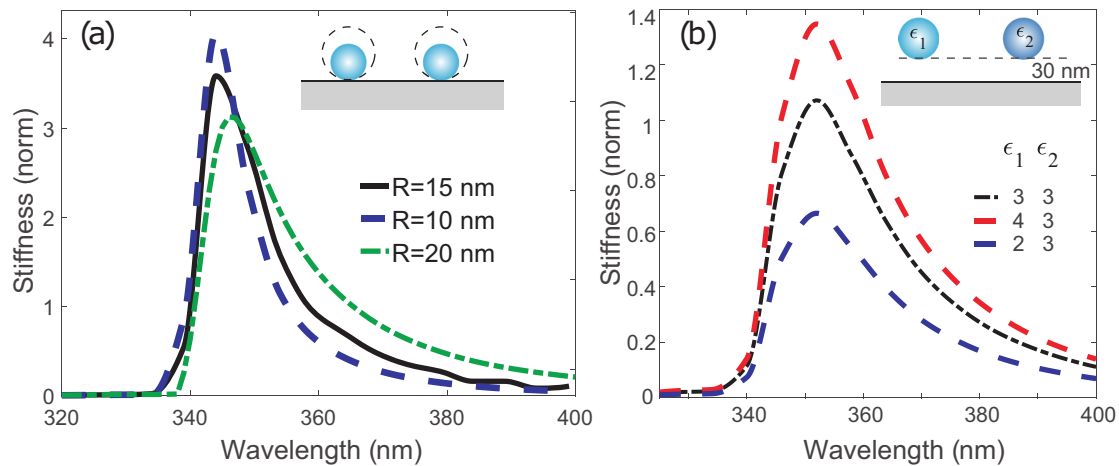 (a)
4
3
2
1
0
Stiffness (norm)
R=15 nm
R=10 nm
R=20 nm
320 340 360 380 400
Wavelength (nm)
(b)
1.4
1.2
1
0.8
0.6
0.4
0.2
0
Stiffness (norm)
ϵ1 ϵ2
30 nm
ϵ1 ϵ2
3 3
4 3
2 3
340 360 380 400
Wavelength (nm)